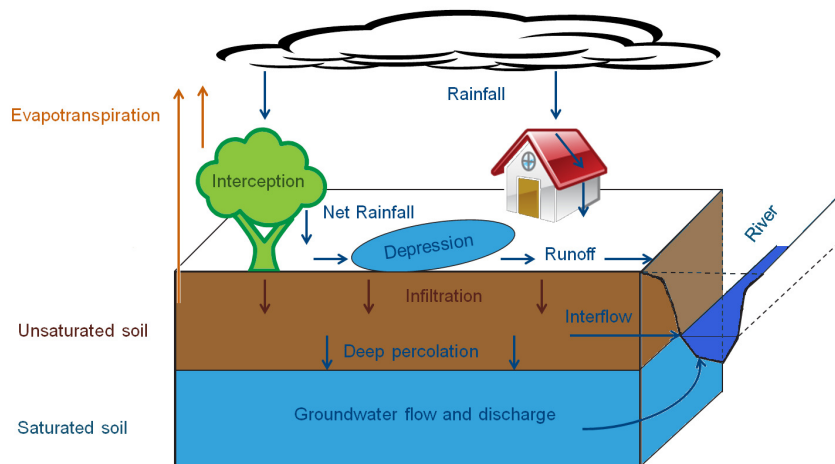 Rainfall
Evapotranspiration
Interception
Net Rainfall
River
Depression
Runoff
Infiltration
Interflow
Unsaturated soil
Deep percolation
Groundwater flow and discharge
Saturated soil